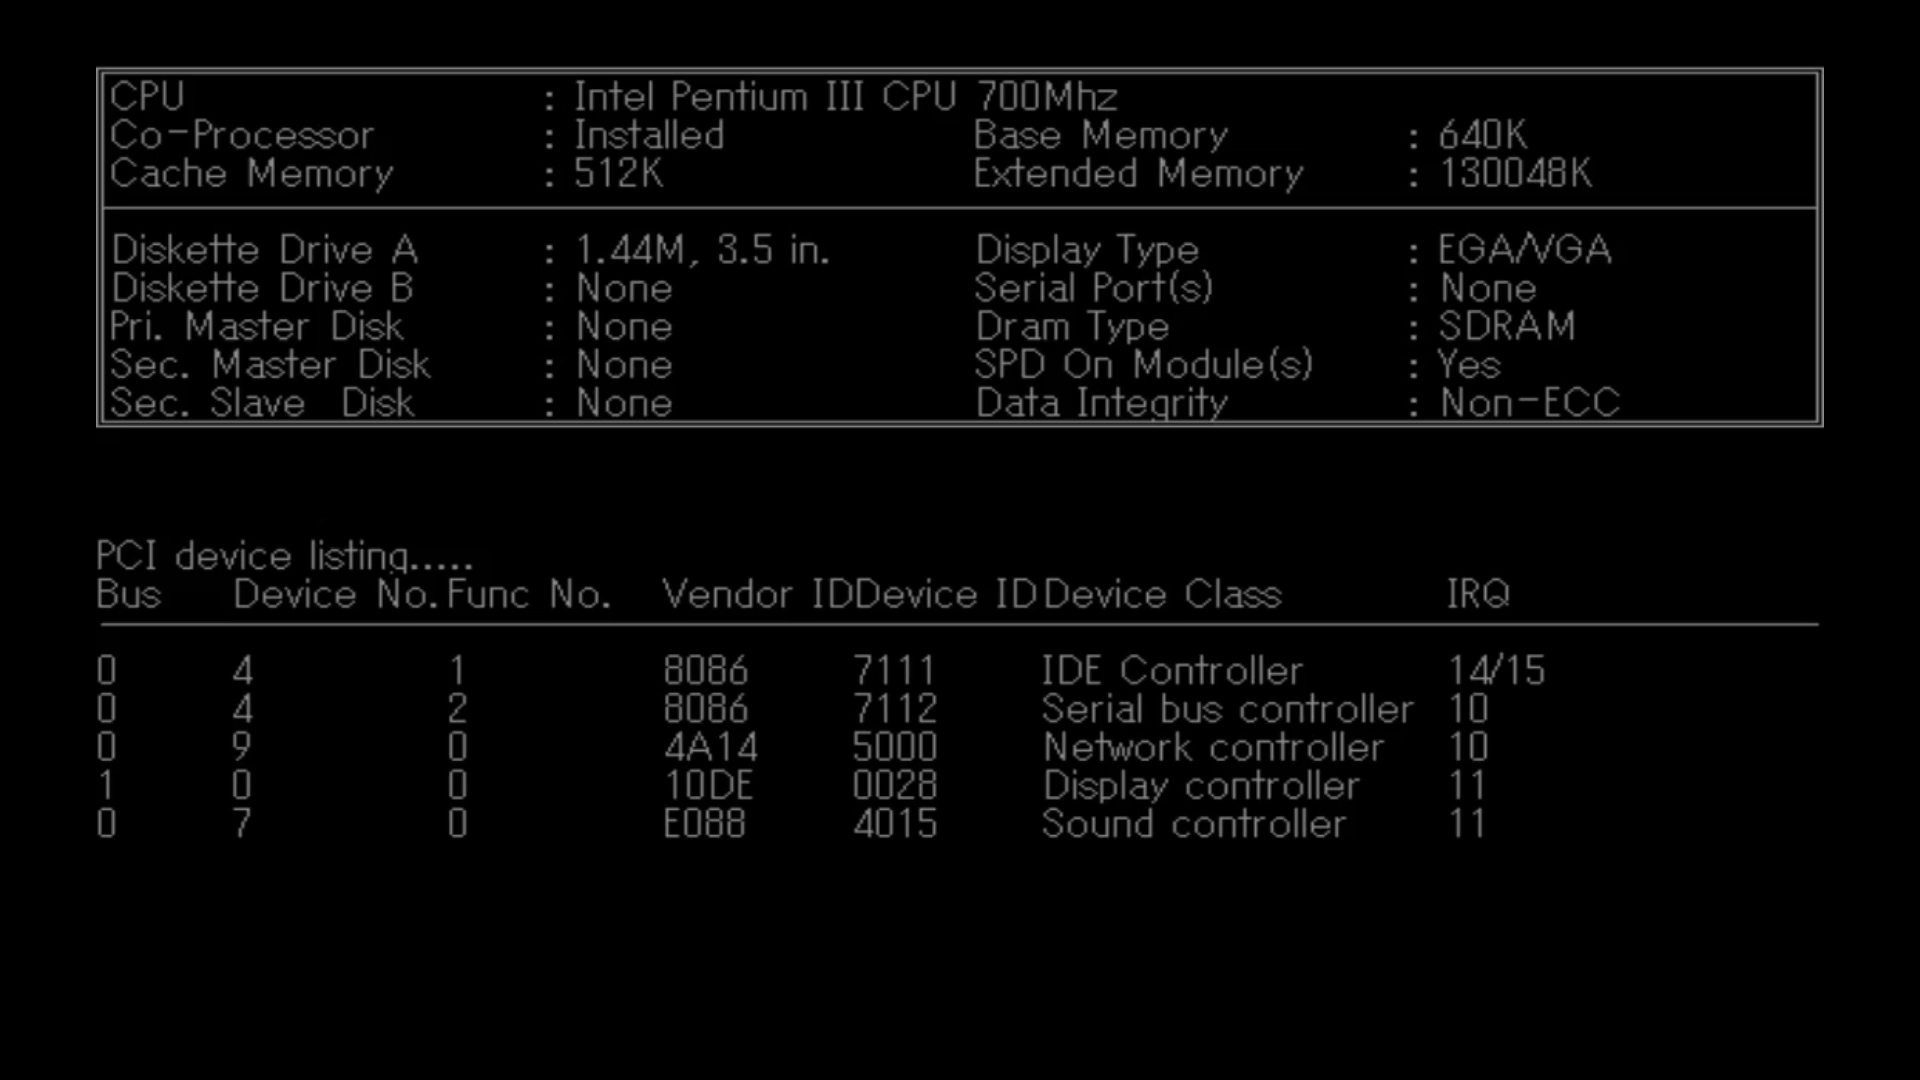 CPU : Intel Pentium III CPU 700Mhz
Co-Processor : Installed Base Memory : 640K
Cache Memory : 512K Extended Memory : 130048K
Diskette Drive A : 1.44M, 3.5 in. Display Type : EGA/VGA
Diskette Drive B : None Serial Port(s) : None
Pri. Master Disk : None Dram Type : SDRAM
Sec. Master Disk : None SPD On Module(s) : Yes
Sec. Slave Disk : None Data Integrity : Non-ECC
PCI device listing.....
Bus Device No. Func No. Vendor ID Device ID Device Class IRQ
0 4 1 8086 7111 IDE Controller 14/15
0 4 2 8086 7112 Serial bus controller 10
0 9 0 4A14 5000 Network controller 10
1 0 0 10DE 0028 Display controller 11
0 7 0 E088 4015 Sound controller 11